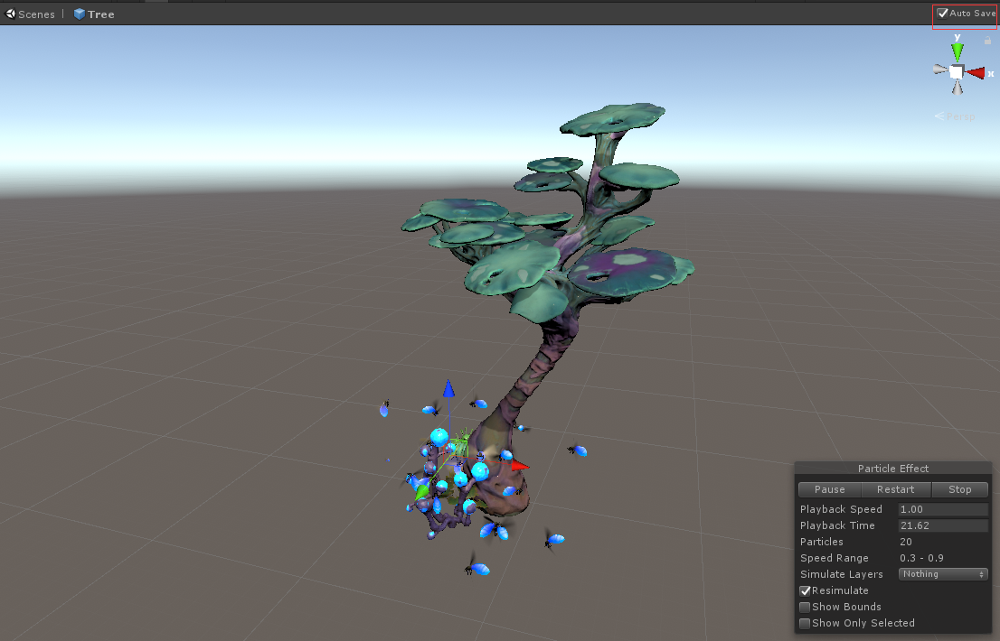 Scenes | Tree
Auto Save
y
x
Persp
Particle Effect
Pause Restart Stop
Playback Speed 1.00
Playback Time 21.62
Particles 20
Speed Range 0.3 - 0.9
Simulate Layers Nothing
Resimulate
Show Bounds
Show Only Selected